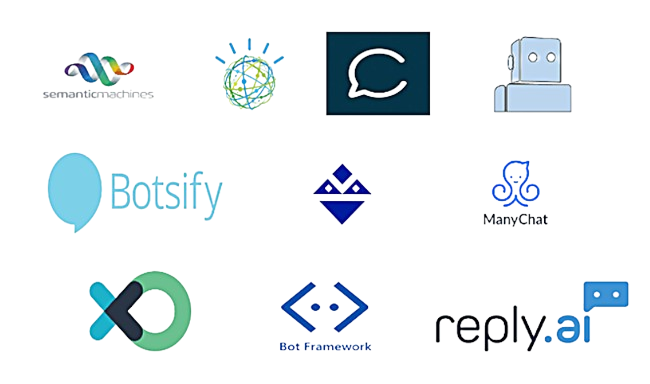 semanticmachines
Botsify
ManyChat
Bot Framework
reply.ai